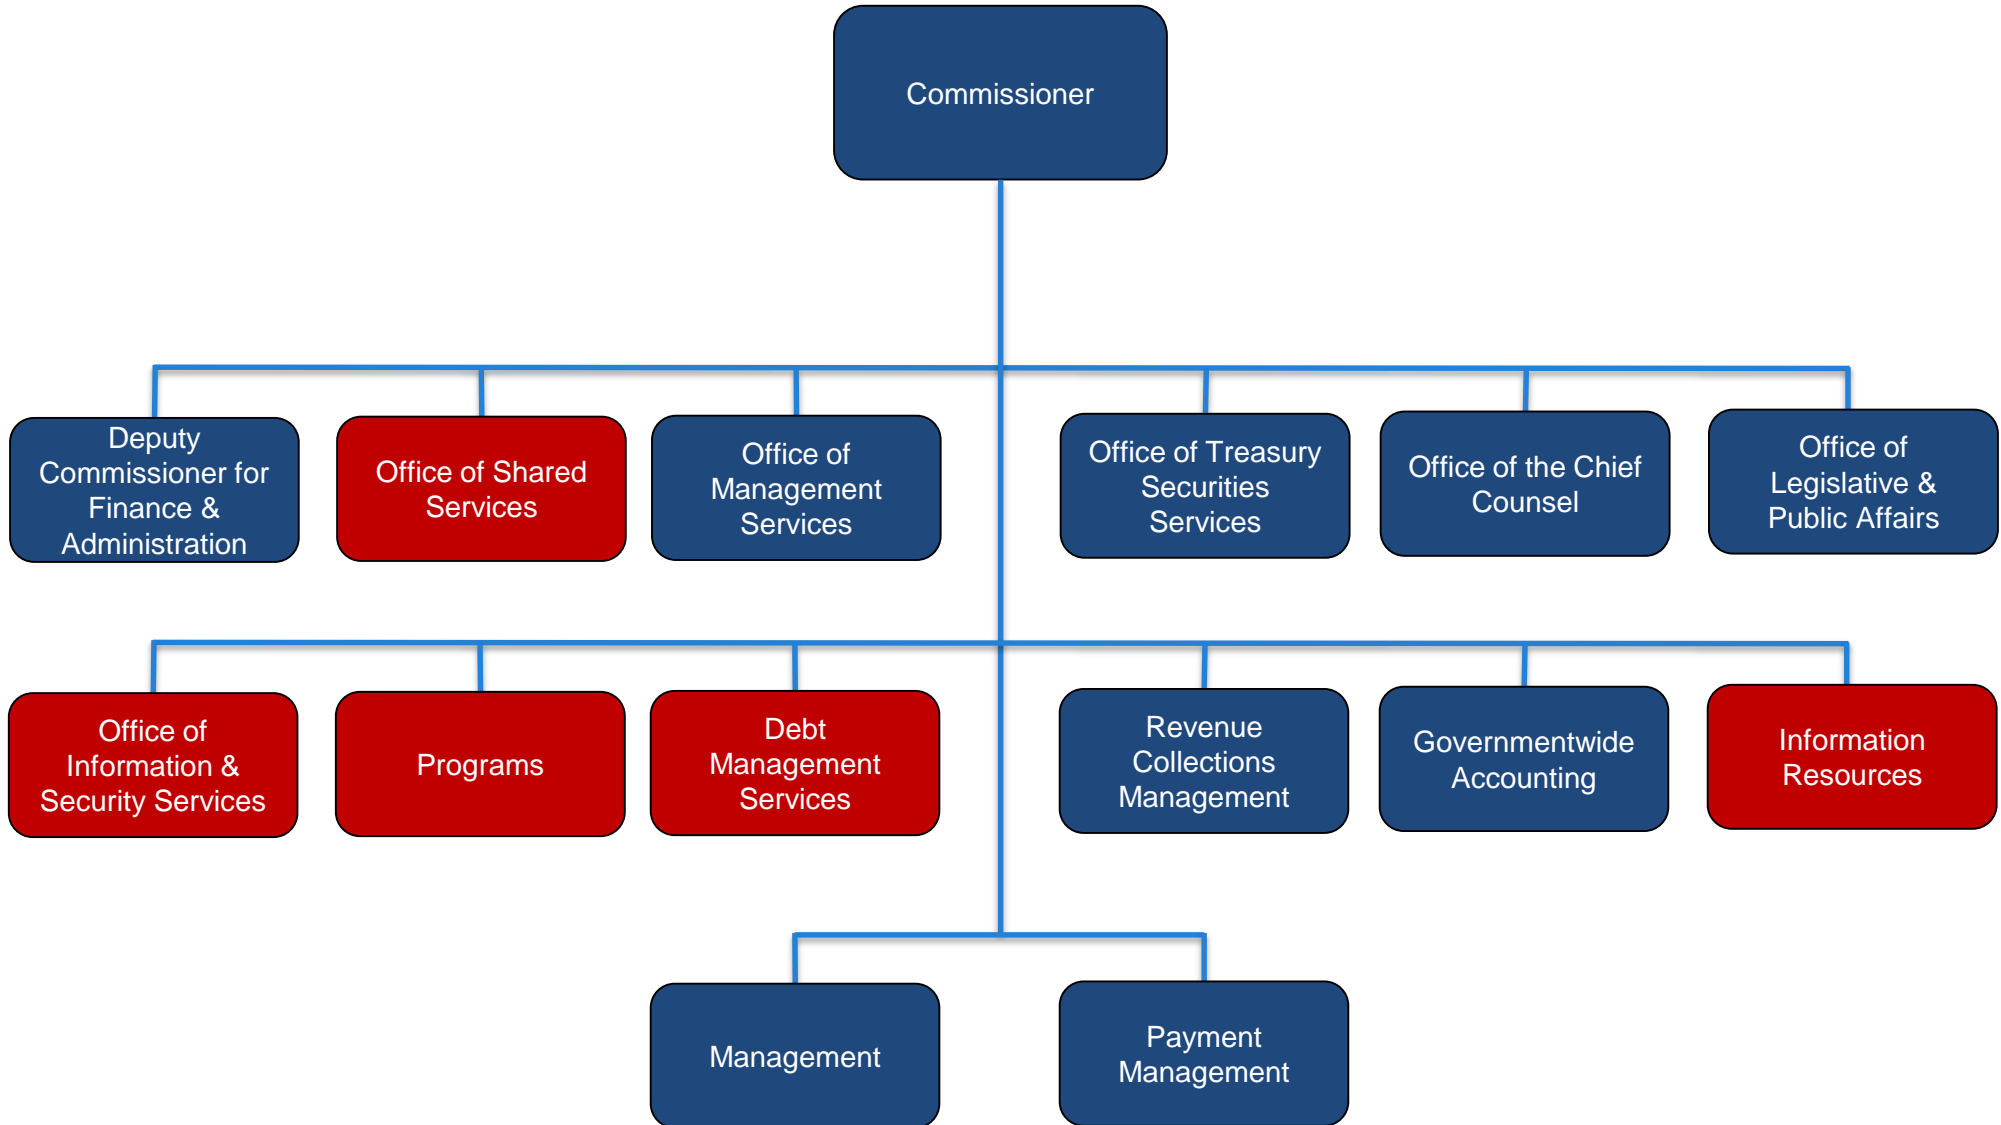 Commissioner
Deputy
Commissioner for
Finance &
Administration
Office of Shared
Services
Office of
Management
Services
Office of Treasury
Securities
Services
Office of the Chief
Counsel
Office of
Legislative &
Public Affairs
Office of
Information &
Security Services
Programs
Debt
Management
Services
Revenue
Collections
Management
Governmentwide
Accounting
Information
Resources
Management
Payment
Management